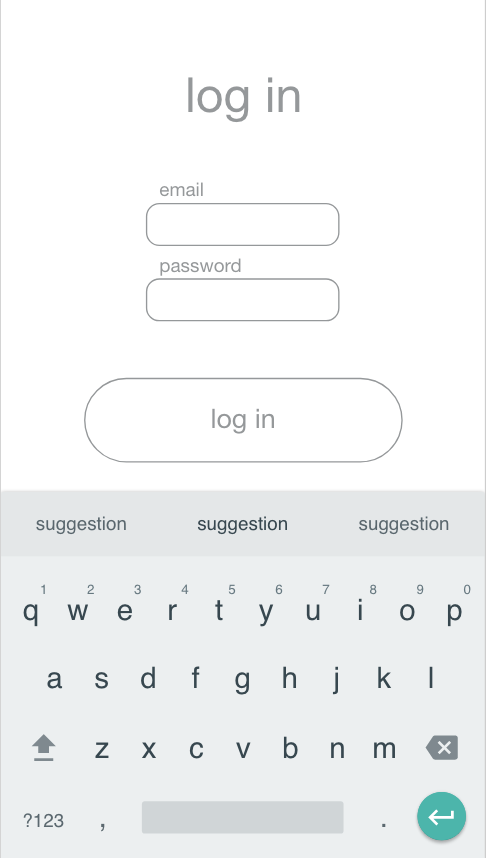 log in
email
password
log in
suggestion suggestion suggestion
1 2 3 4 5 6 7 8 9 0
q w e r t y u i o p
a s d f g h j k l
z x c v b n m
?123 , .